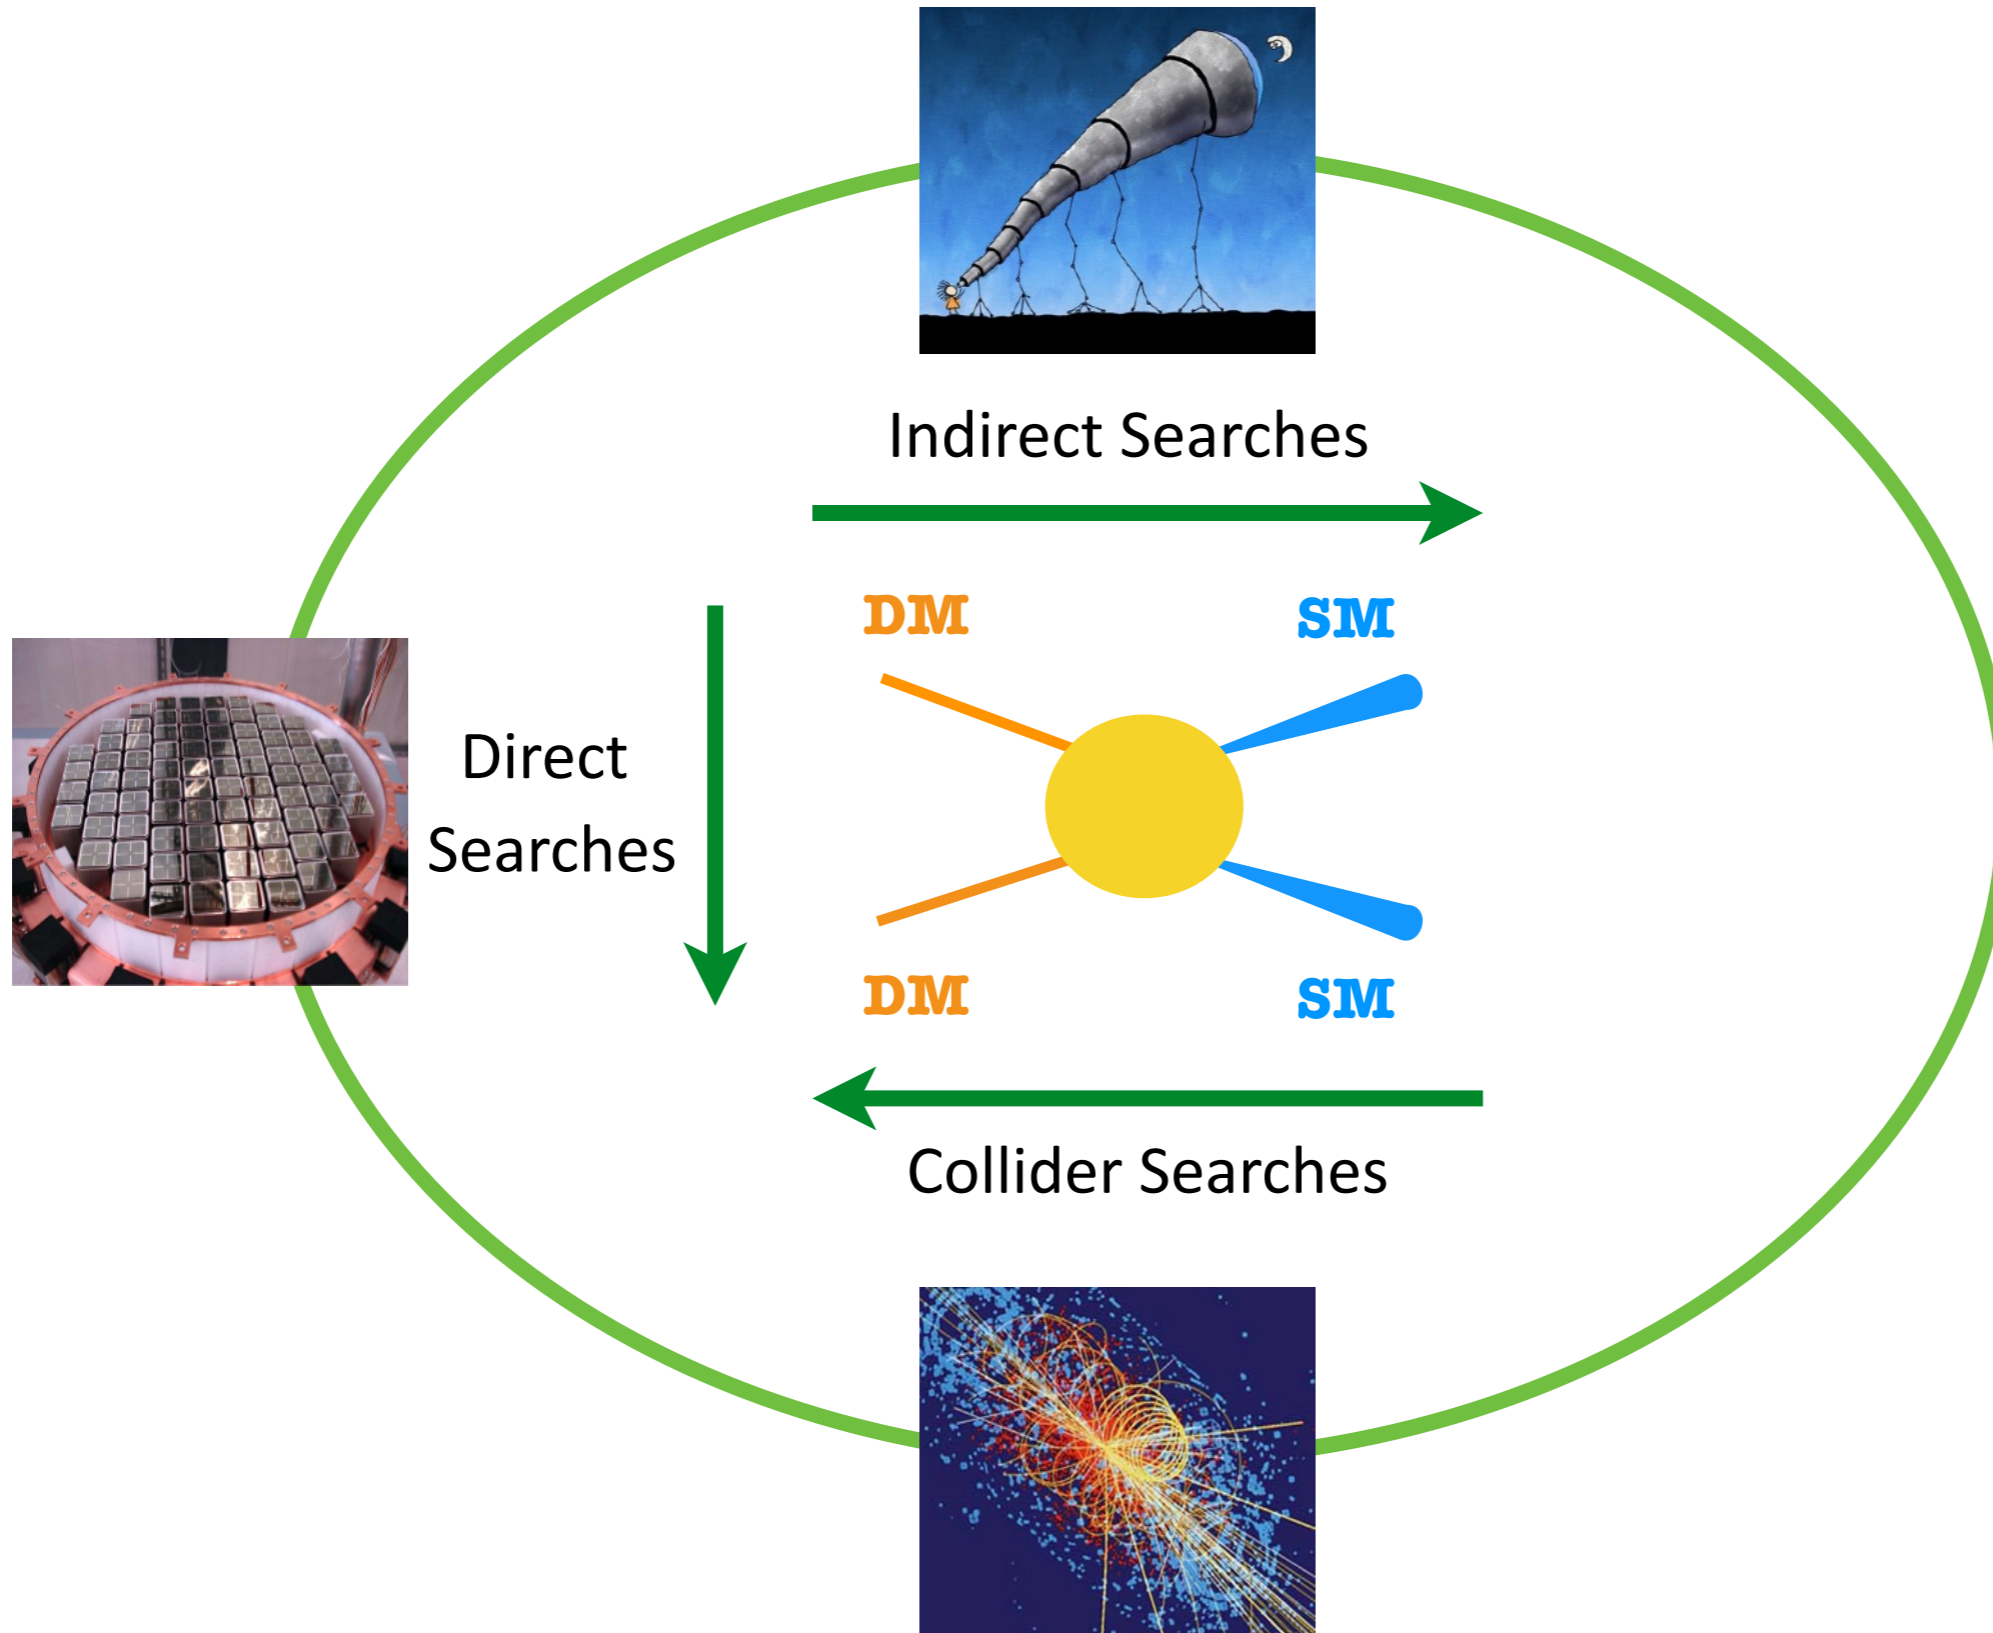 Indirect Searches
DM
SM
Direct
Searches
DM
SM
Collider Searches